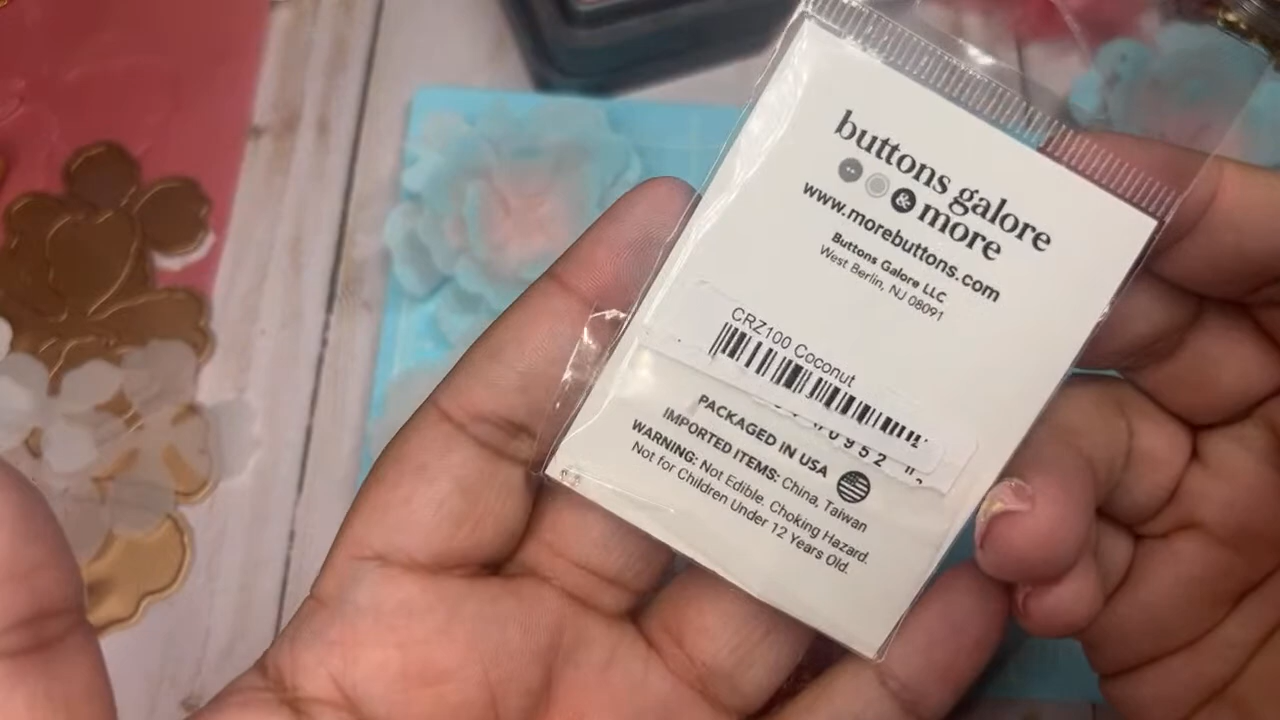 buttons galore
& more
www.morebuttons.com
Buttons Galore LLC
West Berlin, NJ 08091
CRZ100 Coconut
PACKAGED IN USA
IMPORTED ITEMS: China, Taiwan
WARNING: Not Edible. Choking Hazard.
Not for Children Under 12 Years Old.